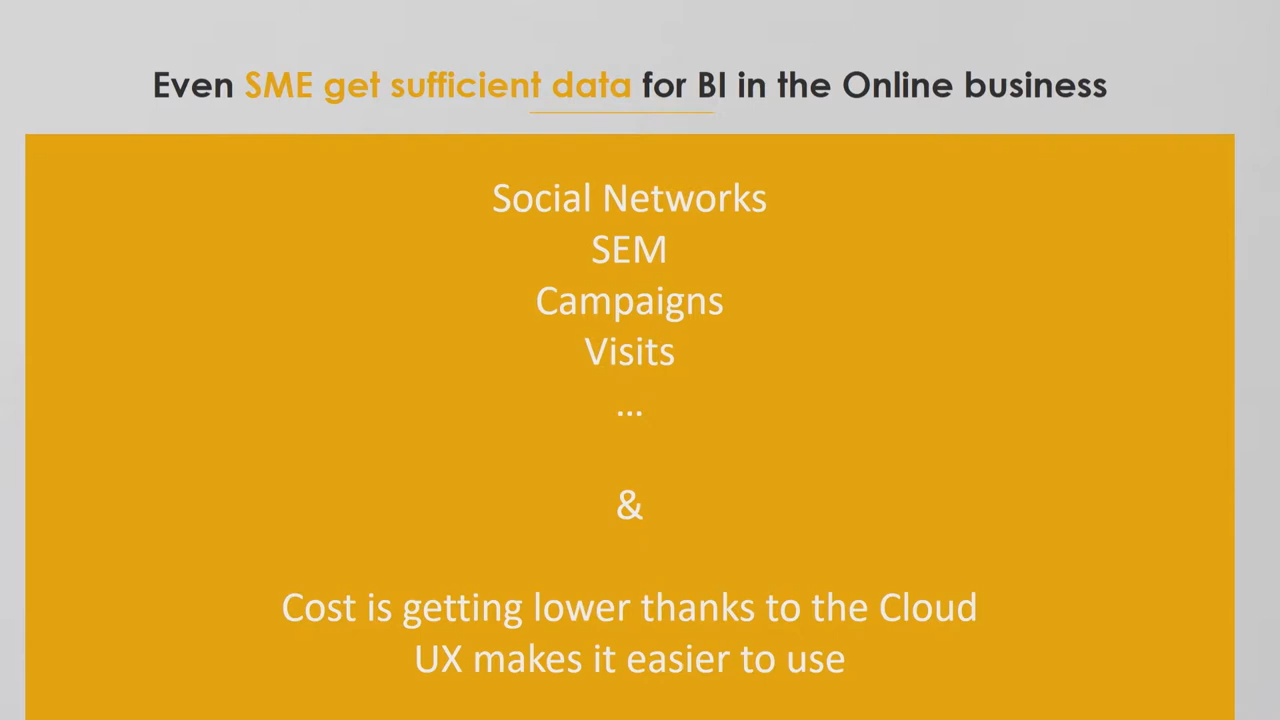 Even SME get sufficient data for BI in the Online business
Social Networks
SEM
Campaigns
Visits
...
&
Cost is getting lower thanks to the Cloud
UX makes it easier to use